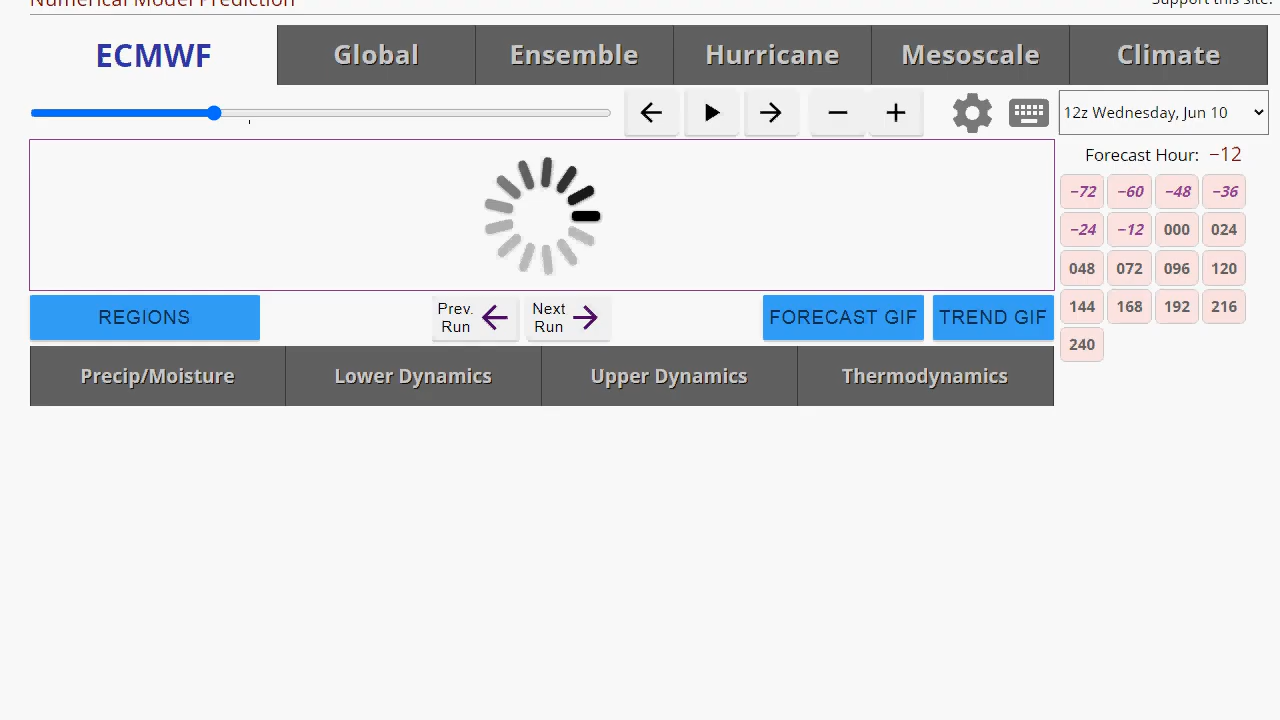 Numerical Model Prediction
Support this site:
ECMWF
Global
Ensemble
Hurricane
Mesoscale
Climate
12z Wednesday, Jun 10
Forecast Hour: −12
−72 −60 −48 −36
−24 −12 000 024
048 072 096 120
144 168 192 216
240
REGIONS
Prev.
Run
Next
Run
FORECAST GIF
TREND GIF
Precip/Moisture
Lower Dynamics
Upper Dynamics
Thermodynamics